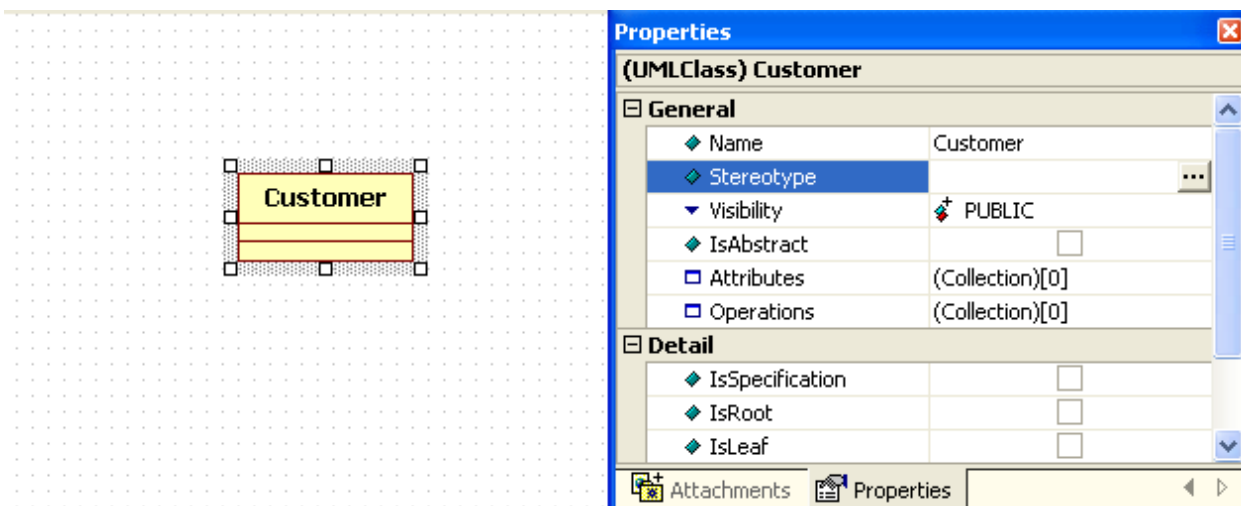 Customer
Properties
(UMLClass) Customer
General
Name Customer
Stereotype ...
Visibility PUBLIC
IsAbstract
Attributes (Collection)[0]
Operations (Collection)[0]
Detail
IsSpecification
IsRoot
IsLeaf
Attachments Properties